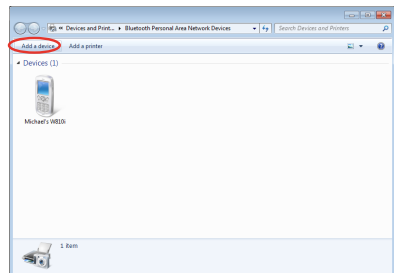 « Devices and Print... ▸ Bluetooth Personal Area Network Devices
Search Devices and Printers
Add a device
Add a printer
Devices (1)
Michael's W810i
1 item